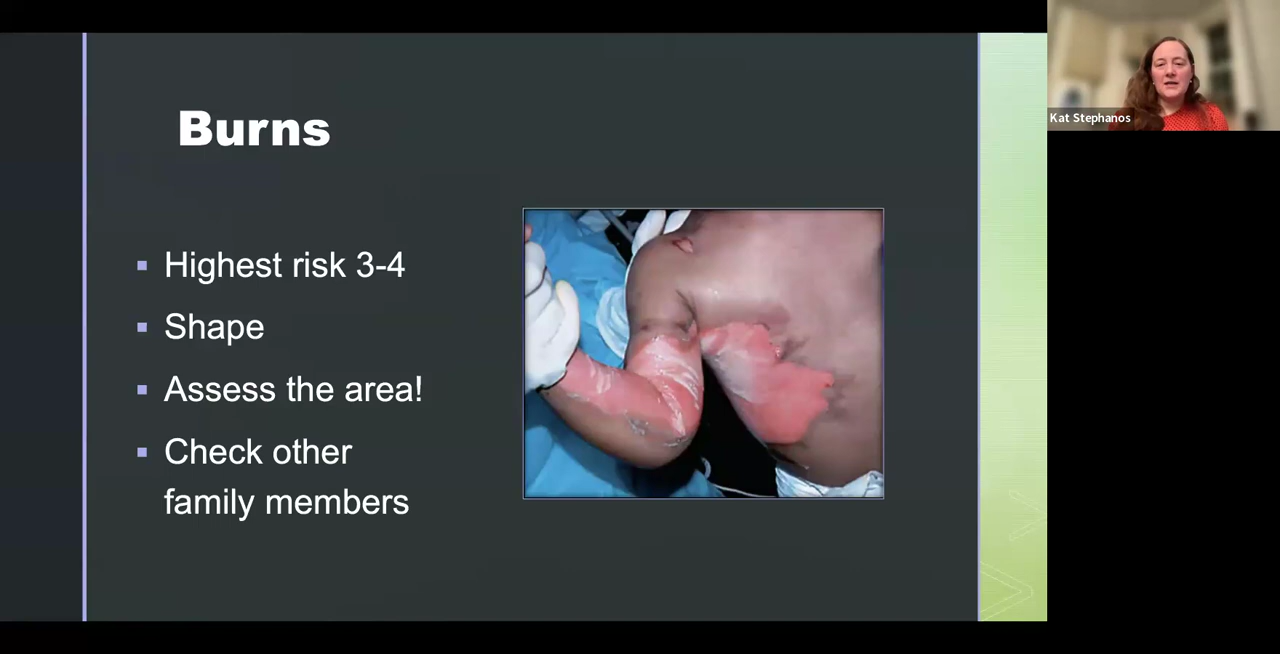 Burns
Highest risk 3-4
Shape
Assess the area!
Check other
family members
Kat Stephanos